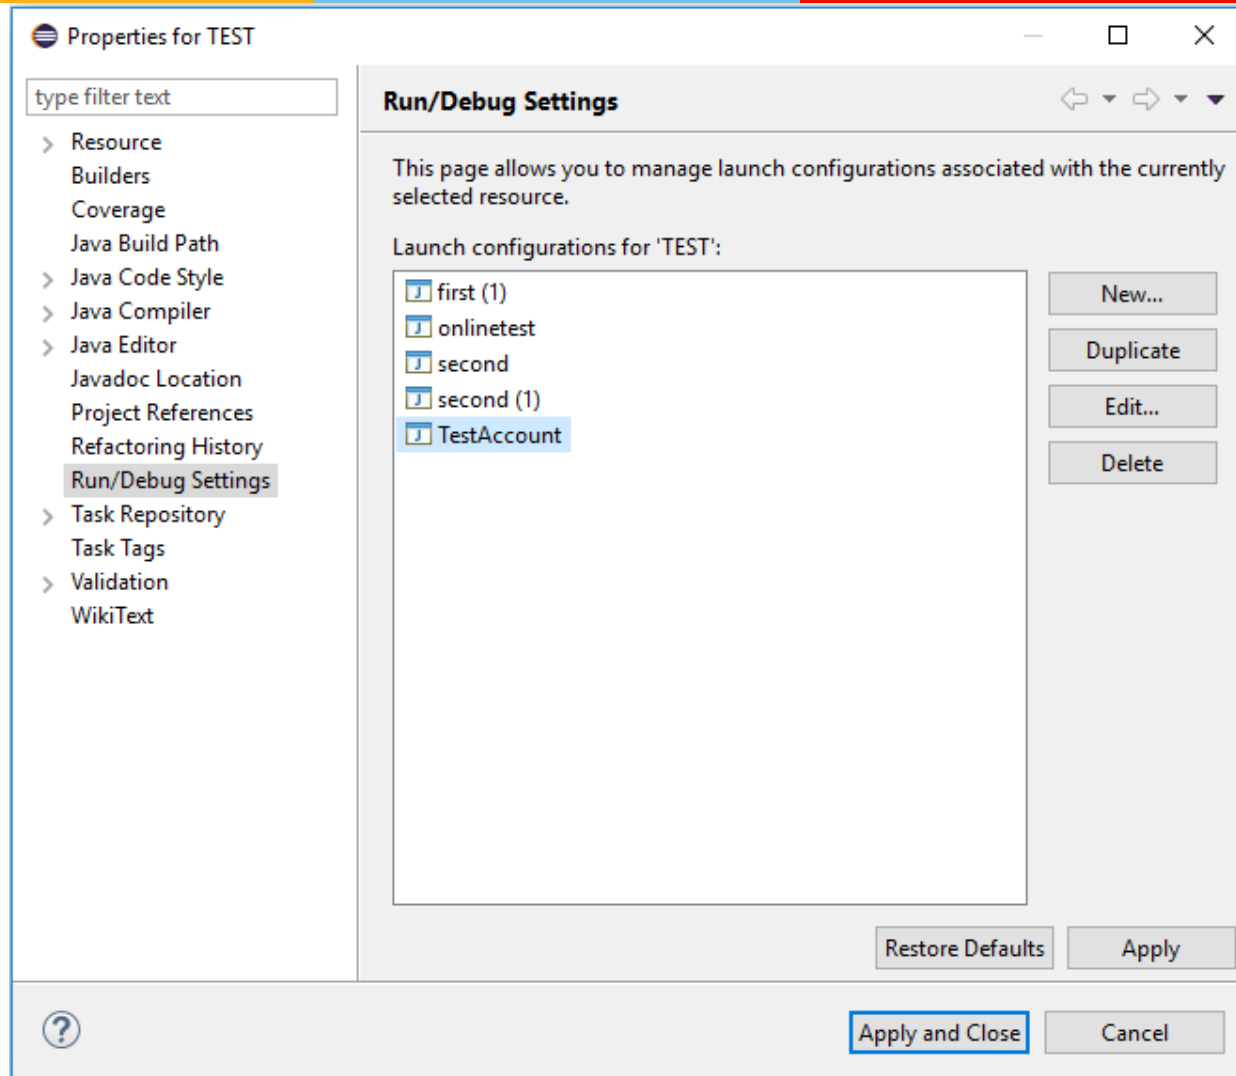 Properties for TEST
type filter text
Resource
Builders
Coverage
Java Build Path
Java Code Style
Java Compiler
Java Editor
Javadoc Location
Project References
Refactoring History
Run/Debug Settings
Task Repository
Task Tags
Validation
WikiText
Run/Debug Settings
This page allows you to manage launch configurations associated with the currently
selected resource.
Launch configurations for 'TEST':
J first (1)
J onlinetest
J second
J second (1)
J TestAccount
New...
Duplicate
Edit...
Delete
Restore Defaults
Apply
?
Apply and Close
Cancel